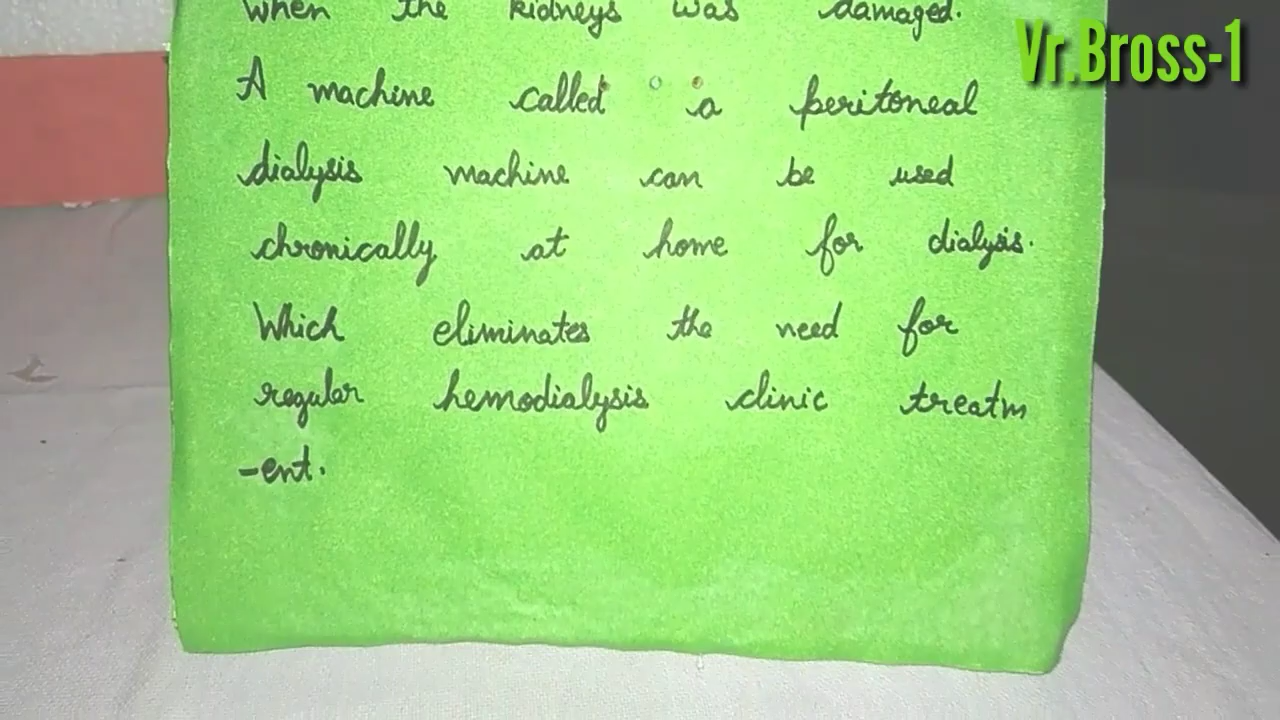 when the kidneys was damaged.
Vr.Bross-1
A machine called a peritoneal
dialysis machine can be used
chronically at home for dialysis.
Which eliminates the need for
regular hemodialysis clinic treatm
-ent.